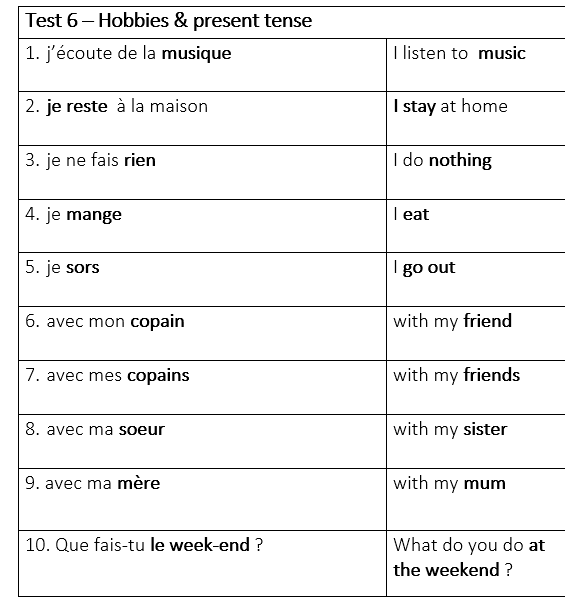 Test 6 – Hobbies & present tense
1. j’écoute de la musique
I listen to music
2. je reste à la maison
I stay at home
3. je ne fais rien
I do nothing
4. je mange
I eat
5. je sors
I go out
6. avec mon copain
with my friend
7. avec mes copains
with my friends
8. avec ma soeur
with my sister
9. avec ma mère
with my mum
10. Que fais-tu le week-end ?
What do you do at
the weekend ?